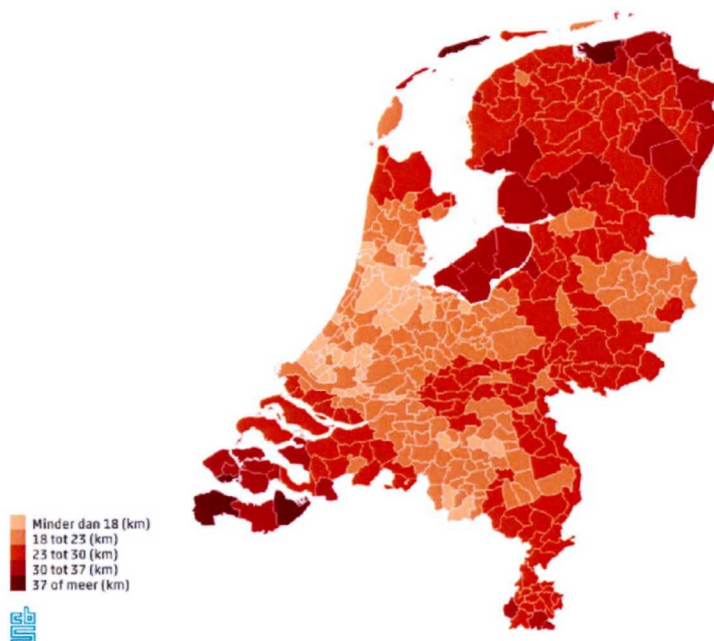 Minder dan 18 (km)
18 tot 23 (km)
23 tot 30 (km)
30 tot 37 (km)
37 of meer (km)
cbs